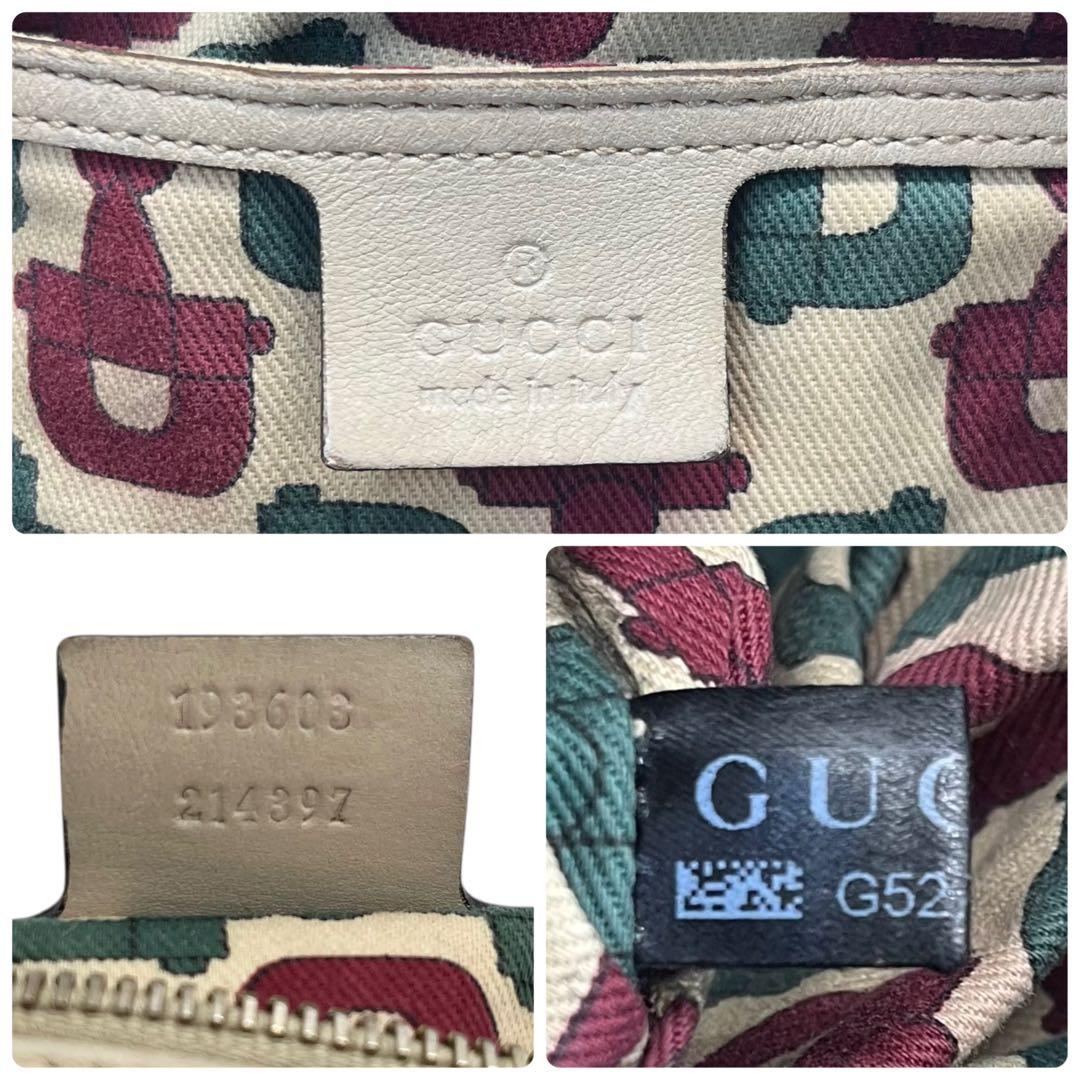 ®
GUCCI
made in italy
193603
214397
GUC
G52